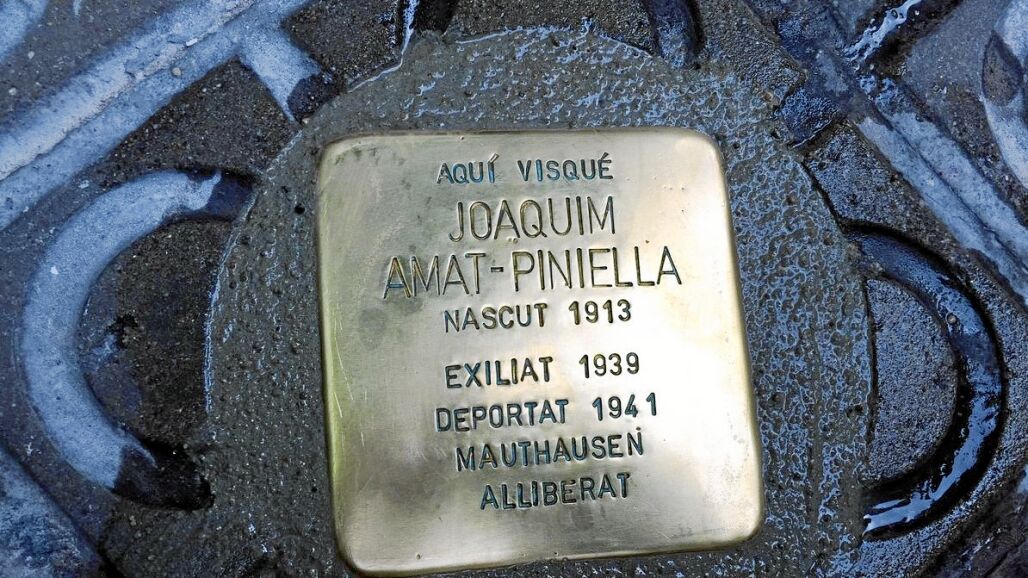 AQUÍ VISQUÉ
JOAQUIM
AMAT-PINIELLA
NASCUT 1913
EXILIAT 1939
DEPORTAT 1941
MAUTHAUSEN
ALLIBERAT